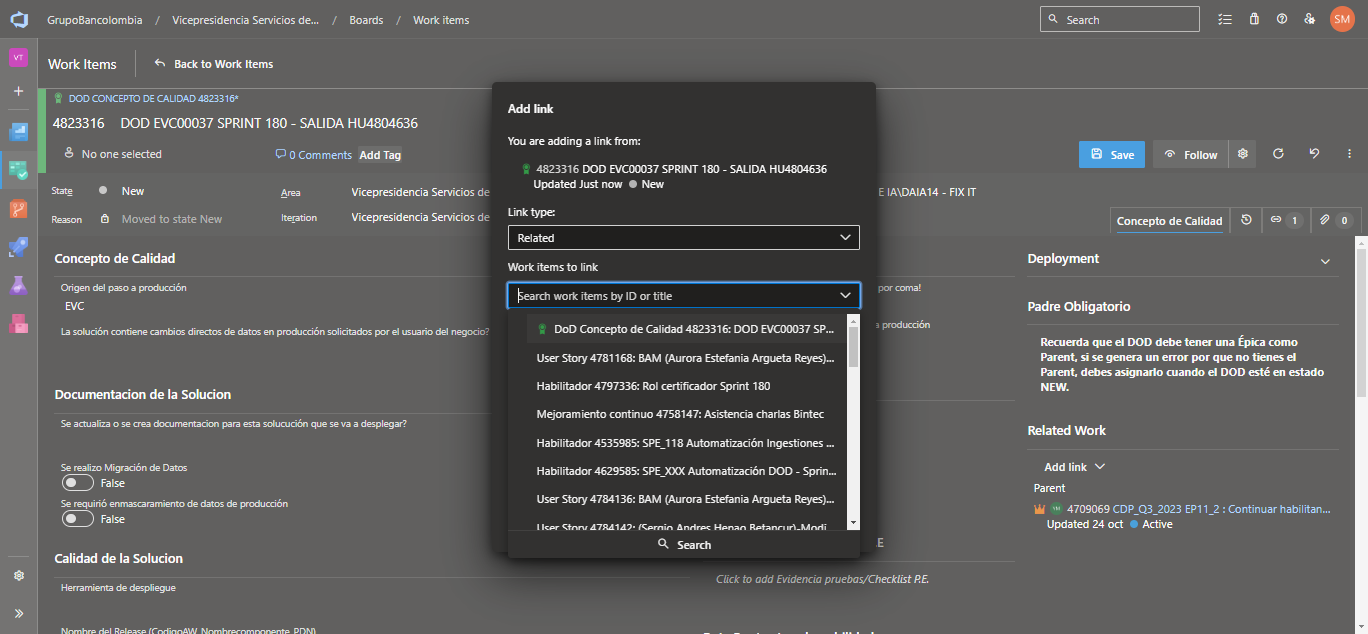 GrupoBancolombia / Vicepresidencia Servicios de... / Boards / Work items
Search
SM
VT
Work Items
Back to Work Items
DOD CONCEPTO DE CALIDAD 4823316*
4823316 DOD EVC00037 SPRINT 180 - SALIDA HU4804636
No one selected
0 Comments
Add Tag
Save
Follow
State
New
Area
Vicepresidencia Servicios de
E IA\DAIA14 - FIX IT
Reason
Moved to state New
Iteration
Vicepresidencia Servicios de
Concepto de Calidad
1
0
Concepto de Calidad
Origen del paso a producción
EVC
La solución contiene cambios directos de datos en producción solicitados por el usuario del negocio?
Documentacion de la Solucion
Se actualiza o se crea documentacion para esta solucución que se va a desplegar?
Se realizo Migración de Datos
False
Se requirió enmascaramiento de datos de producción
False
Calidad de la Solucion
Herramienta de despliegue
Nombre del Release (CodigoAW_Nombrecomponente_PDN)
Add link
You are adding a link from:
4823316 DOD EVC00037 SPRINT 180 - SALIDA HU4804636
Updated Just now New
Link type:
Related
Work items to link
Search work items by ID or title
DoD Concepto de Calidad 4823316: DOD EVC00037 SP...
User Story 4781168: BAM (Aurora Estefania Argueta Reyes)...
Habilitador 4797336: Rol certificador Sprint 180
Mejoramiento continuo 4758147: Asistencia charlas Bintec
Habilitador 4535985: SPE_118 Automatización Ingestiones ...
Habilitador 4629585: SPE_XXX Automatización DOD - Sprin...
User Story 4784136: BAM (Aurora Estefania Argueta Reyes)...
User Story 4784142: (Sergio Andres Henao Betancur)-Modi...
Search
por coma!
a producción
E
Click to add Evidencia pruebas/Checklist P.E.
Deployment
Padre Obligatorio
Recuerda que el DOD debe tener una Épica como
Parent, si se genera un error por que no tienes el
Parent, debes asignarlo cuando el DOD esté en estado
NEW.
Related Work
Add link
Parent
4709069 CDP_Q3_2023 EP11_2 : Continuar habilitan...
Updated 24 oct Active